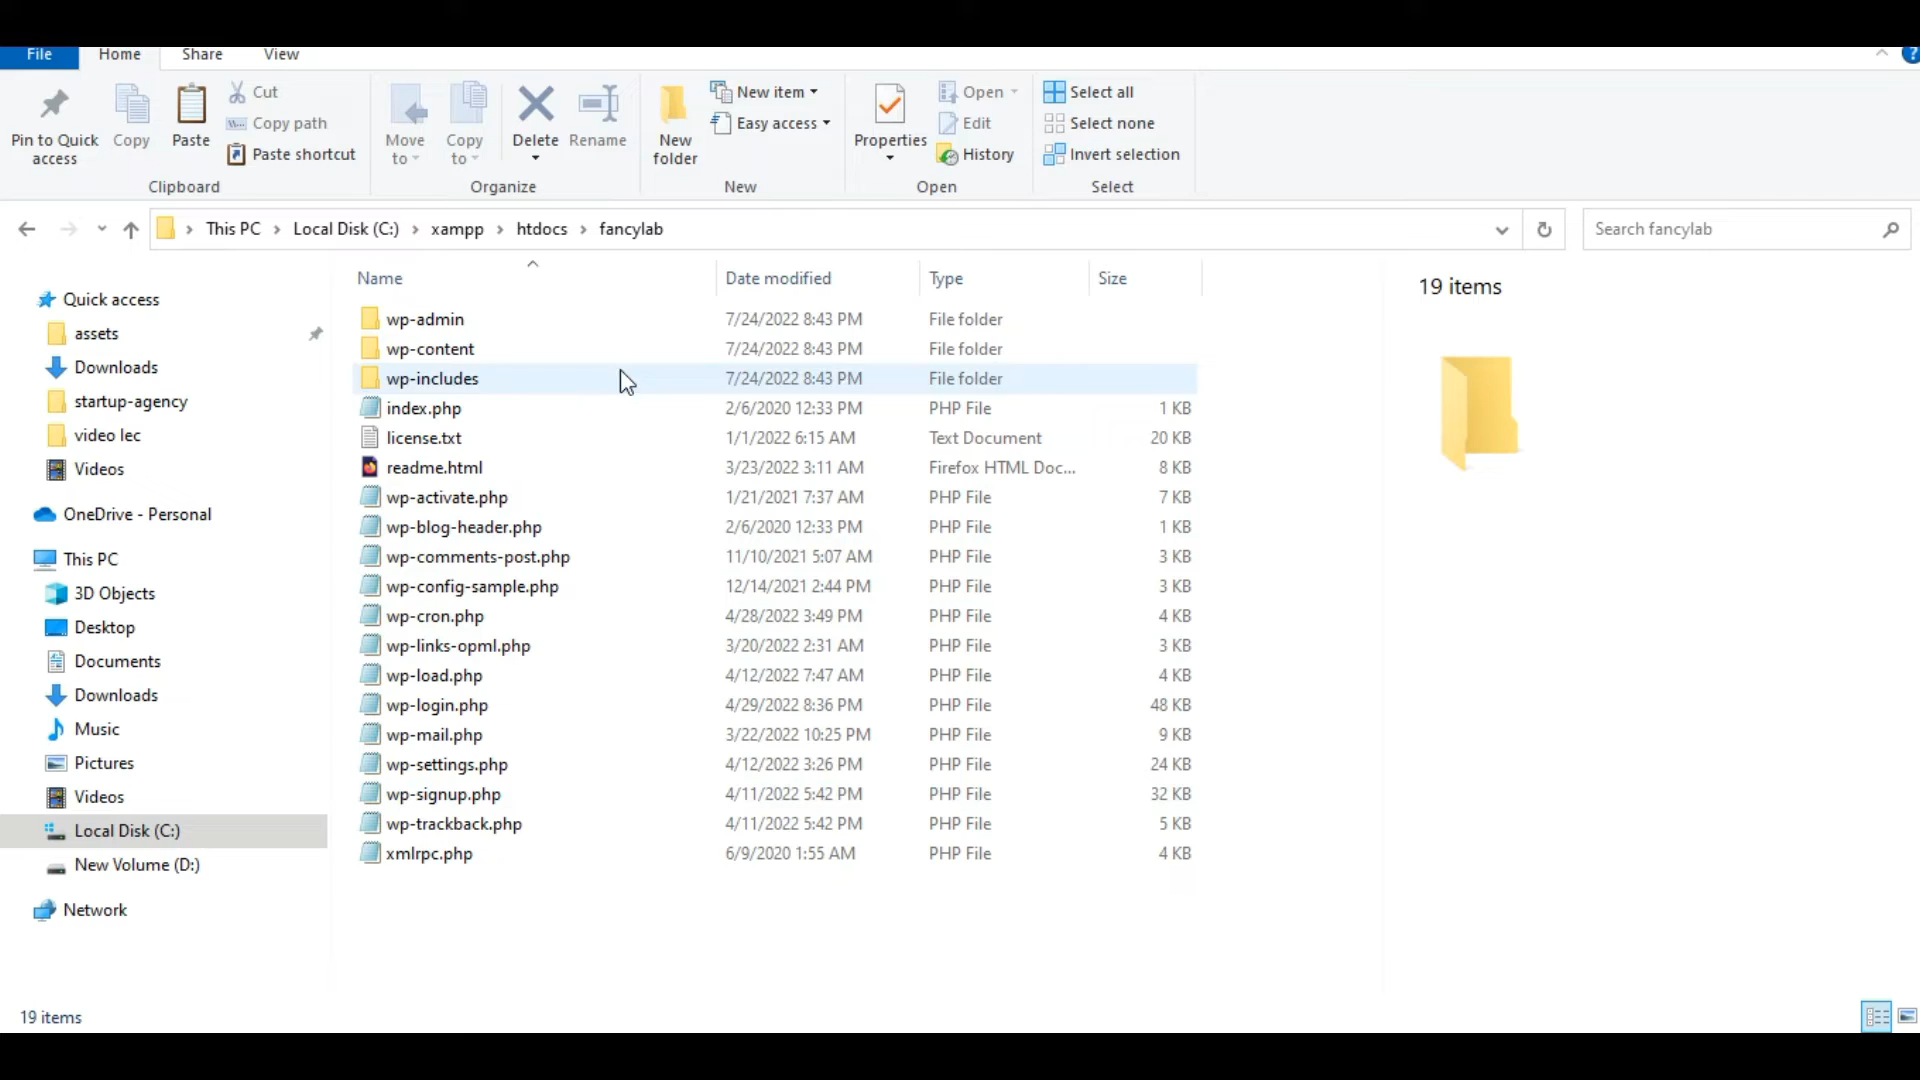 File Home Share View
Pin to Quick access
Copy
Paste
Cut
Copy path
Paste shortcut
Clipboard
Move to
Copy to
Delete
Rename
Organize
New folder
New item
Easy access
New
Properties
Open
Edit
History
Open
Select all
Select none
Invert selection
Select
This PC > Local Disk (C:) > xampp > htdocs > fancylab
Search fancylab
Quick access
assets
Downloads
startup-agency
video lec
Videos
OneDrive - Personal
This PC
3D Objects
Desktop
Documents
Downloads
Music
Pictures
Videos
Local Disk (C:)
New Volume (D:)
Network
Name Date modified Type Size
wp-admin 7/24/2022 8:43 PM File folder
wp-content 7/24/2022 8:43 PM File folder
wp-includes 7/24/2022 8:43 PM File folder
index.php 2/6/2020 12:33 PM PHP File 1 KB
license.txt 1/1/2022 6:15 AM Text Document 20 KB
readme.html 3/23/2022 3:11 AM Firefox HTML Doc... 8 KB
wp-activate.php 1/21/2021 7:37 AM PHP File 7 KB
wp-blog-header.php 2/6/2020 12:33 PM PHP File 1 KB
wp-comments-post.php 11/10/2021 5:07 AM PHP File 3 KB
wp-config-sample.php 12/14/2021 2:44 PM PHP File 3 KB
wp-cron.php 4/28/2022 3:49 PM PHP File 4 KB
wp-links-opml.php 3/20/2022 2:31 AM PHP File 3 KB
wp-load.php 4/12/2022 7:47 AM PHP File 4 KB
wp-login.php 4/29/2022 8:36 PM PHP File 48 KB
wp-mail.php 3/22/2022 10:25 PM PHP File 9 KB
wp-settings.php 4/12/2022 3:26 PM PHP File 24 KB
wp-signup.php 4/11/2022 5:42 PM PHP File 32 KB
wp-trackback.php 4/11/2022 5:42 PM PHP File 5 KB
xmlrpc.php 6/9/2020 1:55 AM PHP File 4 KB
19 items
19 items